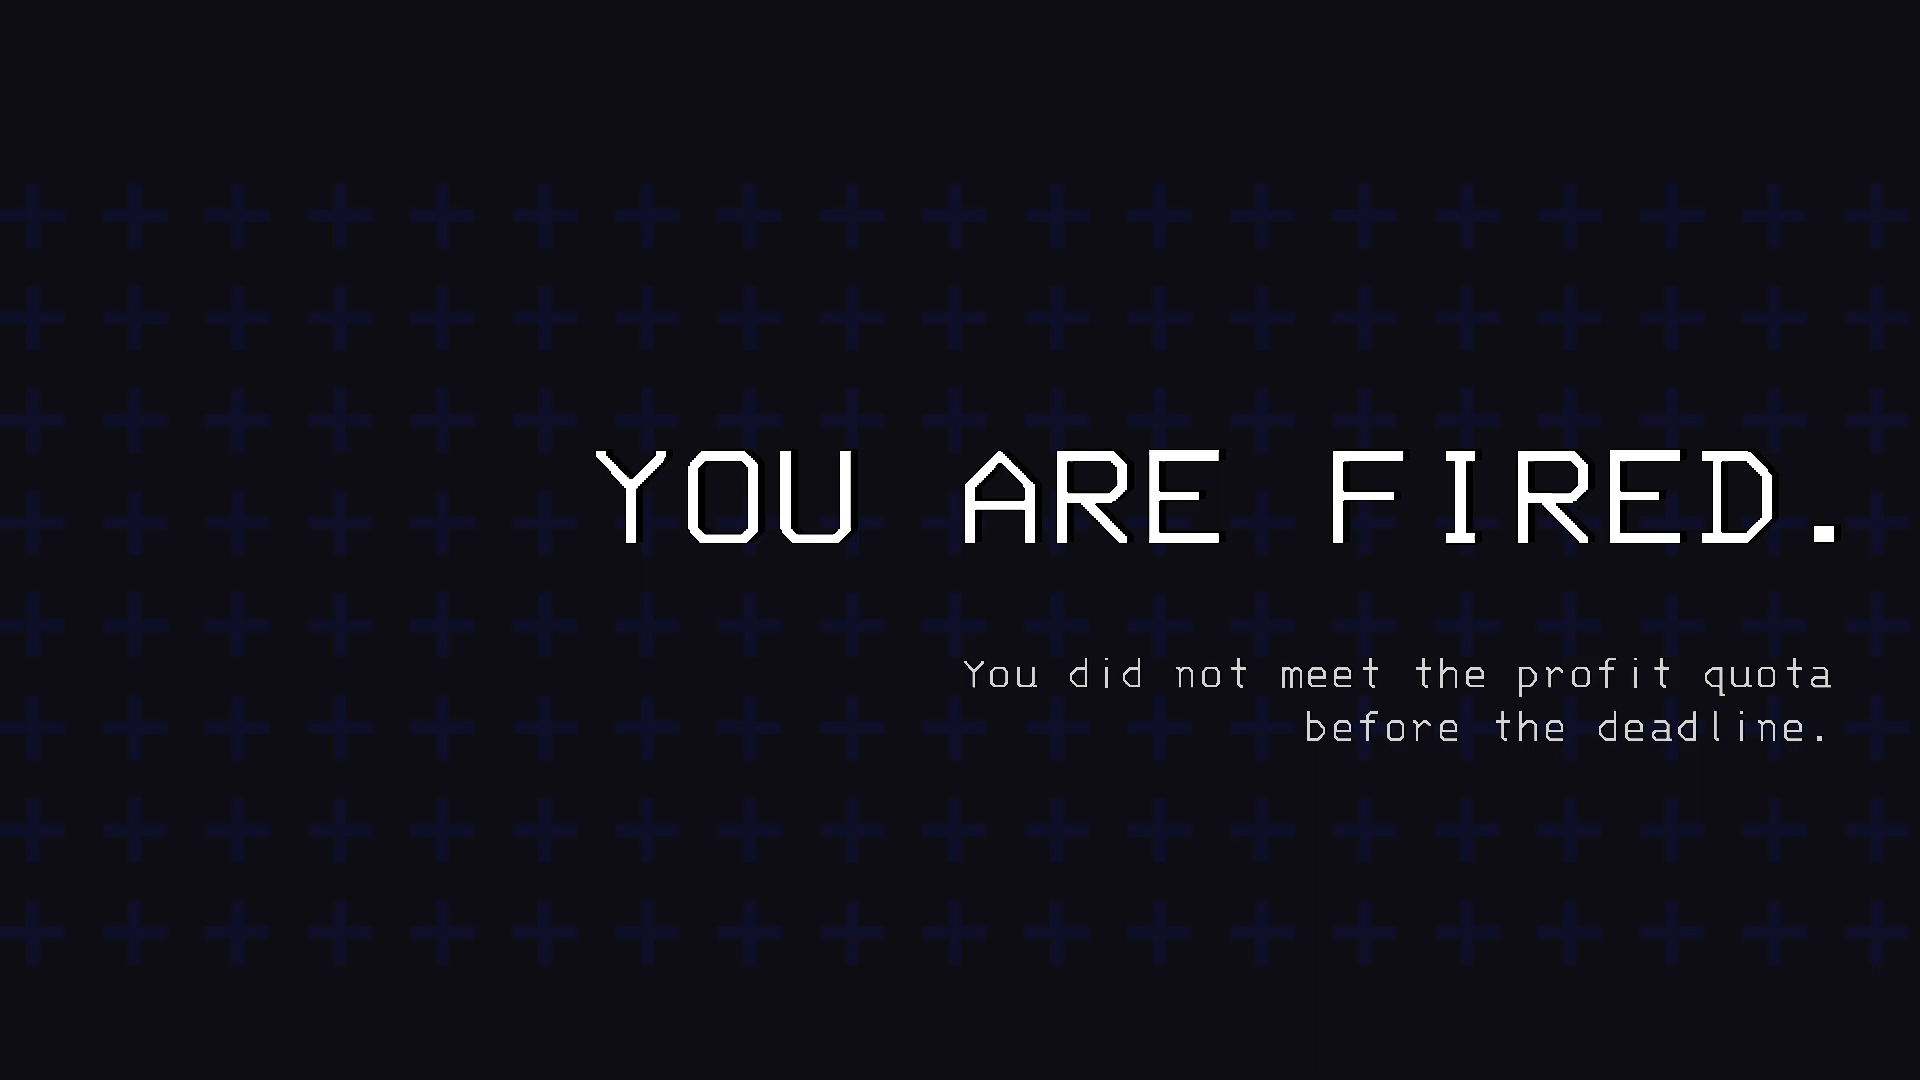 YOU ARE FIRED.
You did not meet the profit quota
before the deadline.